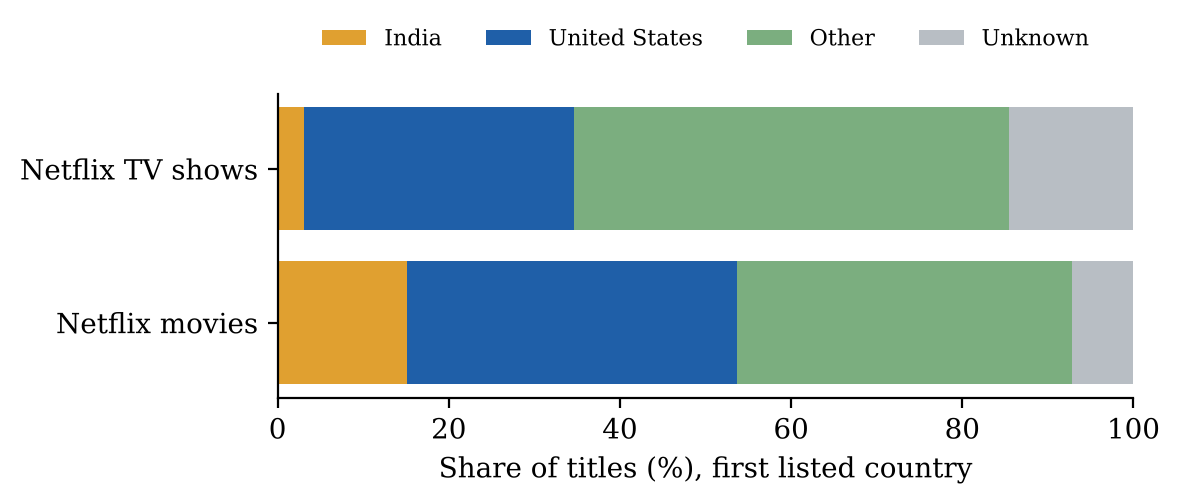 India United States Other Unknown
Netflix TV shows
Netflix movies
0 20 40 60 80 100
Share of titles (%), first listed country